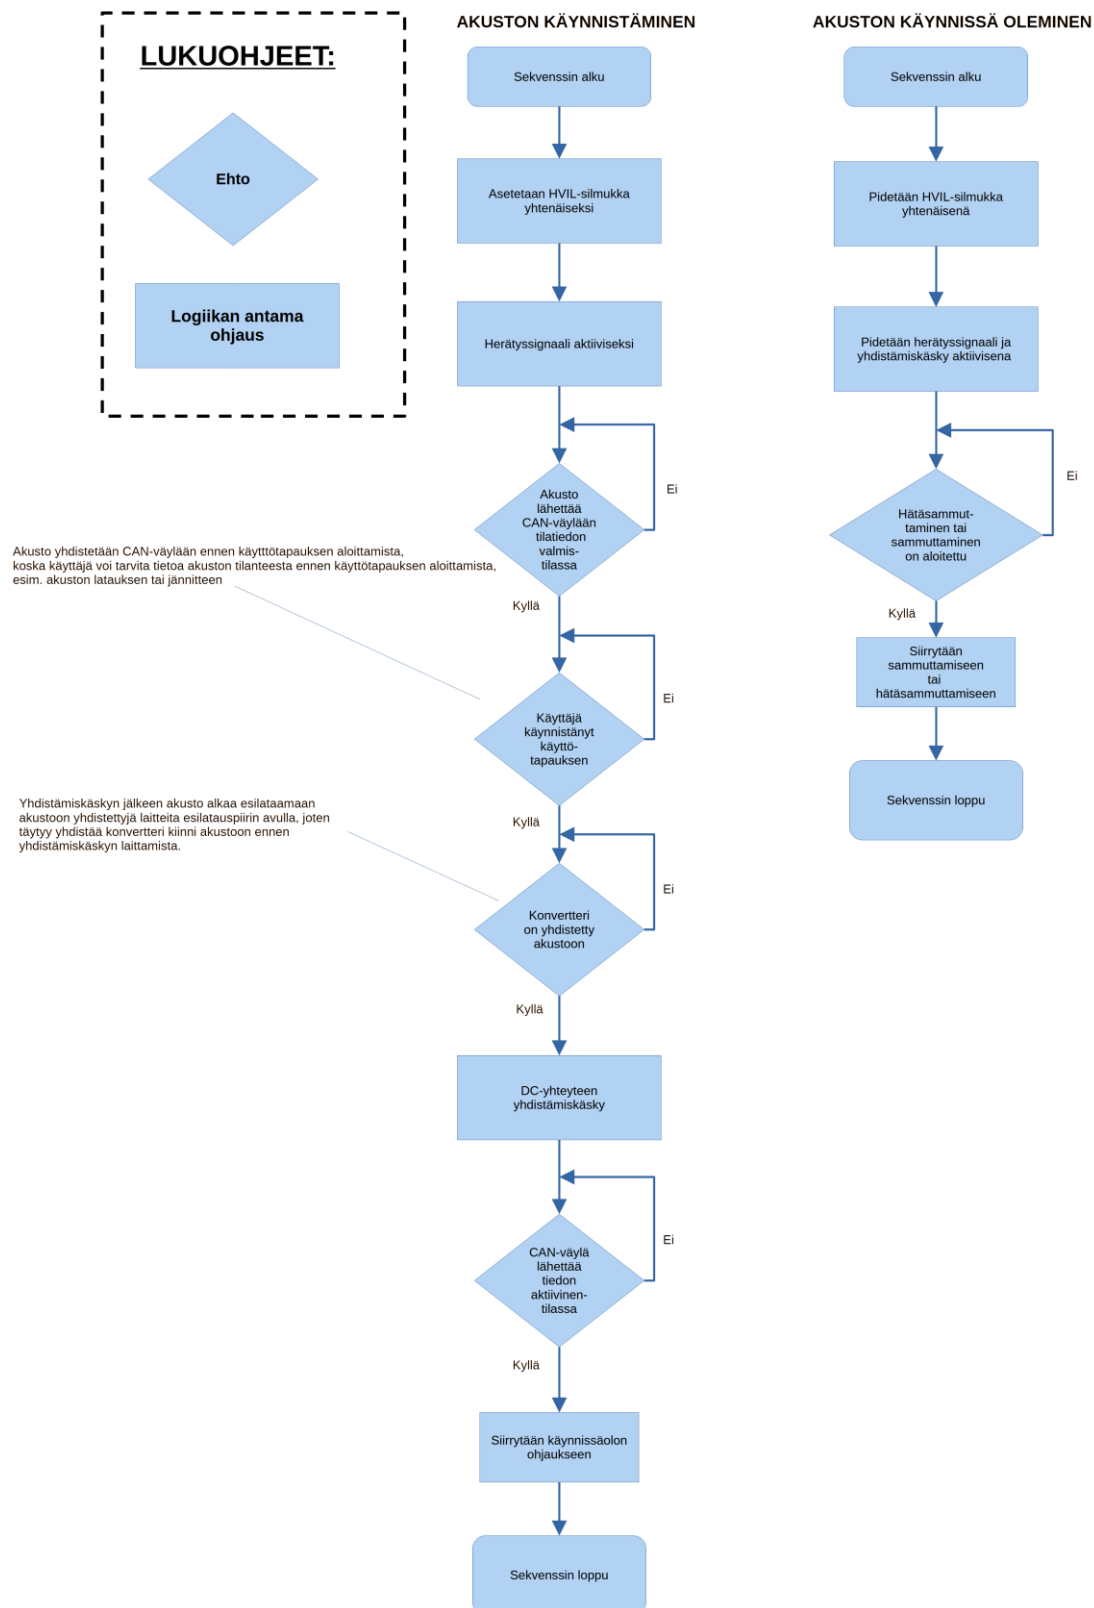 LUKUOHJEET:
Ehto
Logiikan antama
ohjaus
AKUSTON KÄYNNISTÄMINEN
Sekvenssin alku
Asetetaan HVIL-silmukka
yhtenäiseksi
Herätyssignaali aktiiviseksi
Akusto
lähettää
CAN-väylään
tilatiedon
valmis-
tilassa
Ei
Kyllä
Akusto yhdistetään CAN-väylään ennen käytttötapauksen aloittamista,
koska käyttäjä voi tarvita tietoa akuston tilanteesta ennen käyttötapauksen aloittamista,
esim. akuston latauksen tai jännitteen
Käyttäjä
käynnistänyt
käyttö-
tapauksen
Ei
Kyllä
Yhdistämiskäskyn jälkeen akusto alkaa esilataamaan
akustoon yhdistettyjä laitteita esilatauspiirin avulla, joten
täytyy yhdistää konvertteri kiinni akustoon ennen
yhdistämiskäskyn laittamista.
Konvertteri
on yhdistetty
akustoon
Ei
Kyllä
DC-yhteyteen
yhdistämiskäsky
CAN-väylä
lähettää
tiedon
aktiivinen-
tilassa
Ei
Kyllä
Siirrytään käynnissäolon
ohjaukseen
Sekvenssin loppu
AKUSTON KÄYNNISSÄ OLEMINEN
Sekvenssin alku
Pidetään HVIL-silmukka
yhtenäisenä
Pidetään herätyssignaali ja
yhdistämiskäsky aktiivisena
Hätäsammut-
taminen tai
sammuttaminen
on aloitettu
Ei
Kyllä
Siirrytään
sammuttamiseen
tai
hätäsammuttamiseen
Sekvenssin loppu